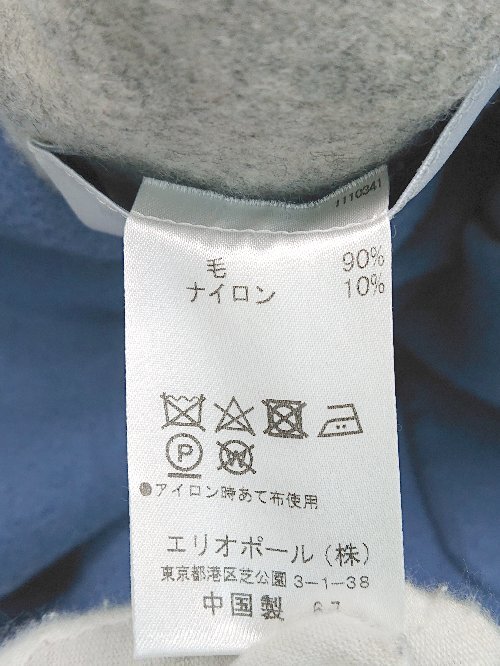 1110341
毛 90%
ナイロン 10%
P W
●アイロン時あて布使用
エリオポール(株)
東京都港区芝公園 3-1-38
中国製